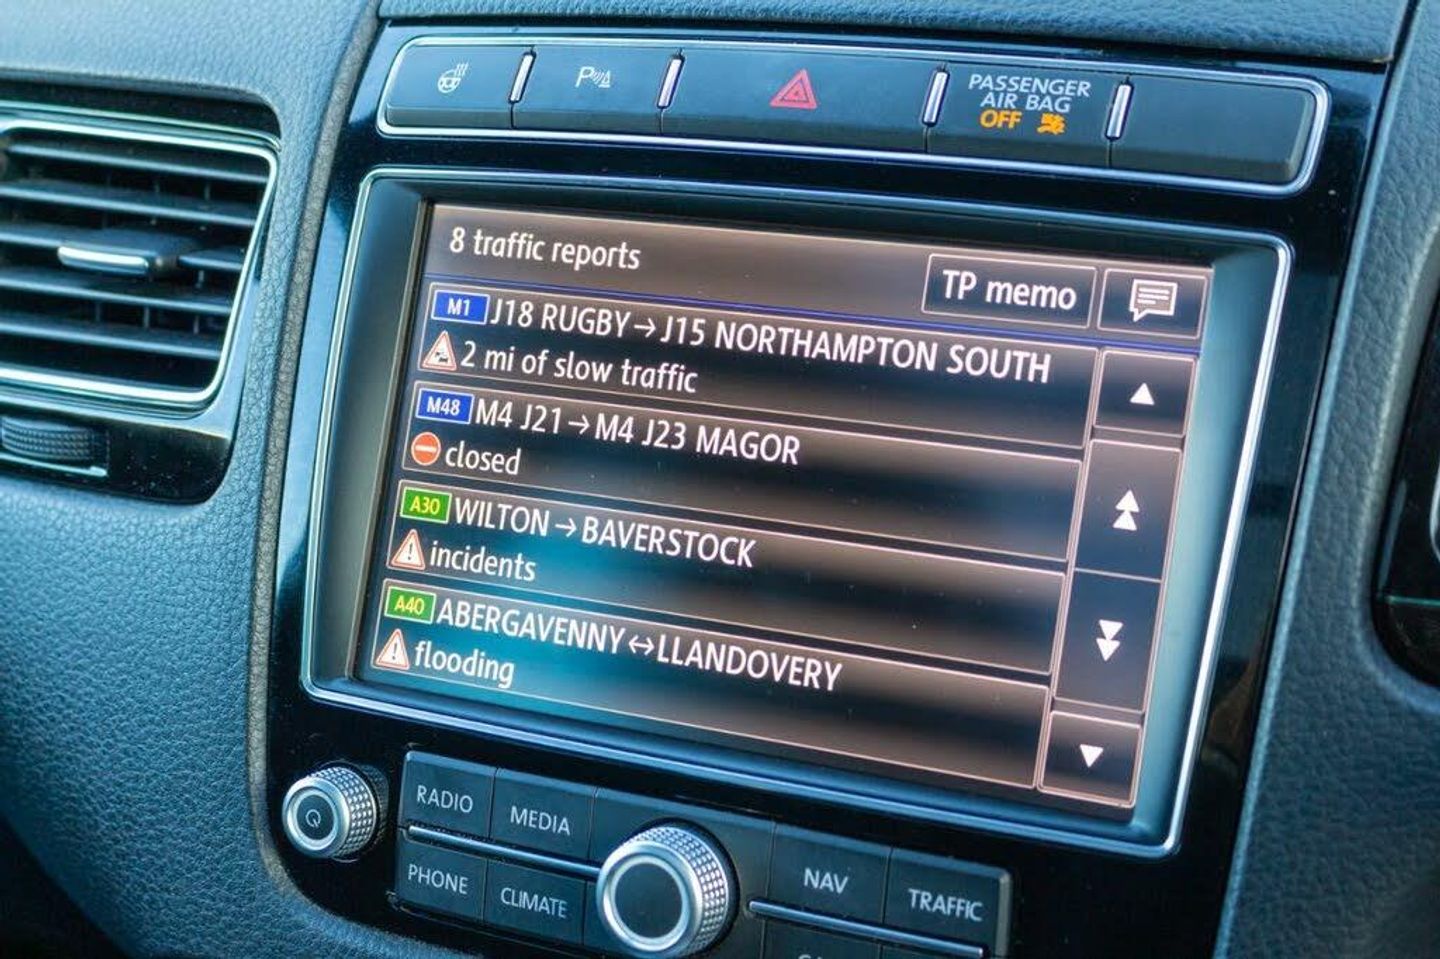 P
PASSENGER
AIR BAG
OFF
8 traffic reports
TP memo
M1 J18 RUGBY→J15 NORTHAMPTON SOUTH
2 mi of slow traffic
M48 M4 J21→M4 J23 MAGOR
closed
A30 WILTON→BAVERSTOCK
incidents
A40 ABERGAVENNY↔LLANDOVERY
flooding
RADIO
MEDIA
NAV
TRAFFIC
PHONE
CLIMATE